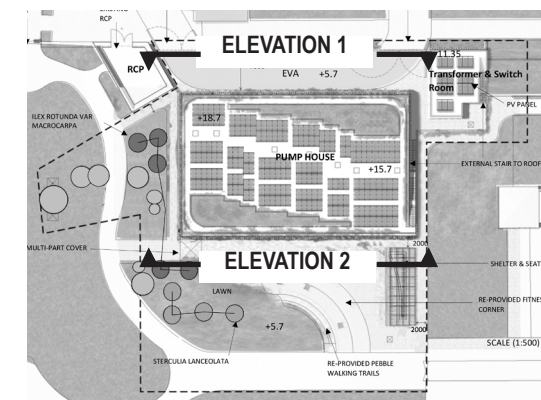 RCP
ELEVATION 1
RCP
EVA +5.7
11.35
Transformer & Switch
Room
PV PANEL
ILEX ROTUNDA VAR
MACROCARPA
+18.7
PUMP HOUSE
+15.7
EXTERNAL STAIR TO ROOF
2000
MULTI-PART COVER
ELEVATION 2
SHELTER & SEAT
LAWN
RE-PROVIDED FITNES
CORNER
+5.7
2000
SCALE (1:500)
STERCULIA LANCEOLATA
RE-PROVIDED PEBBLE
WALKING TRAILS